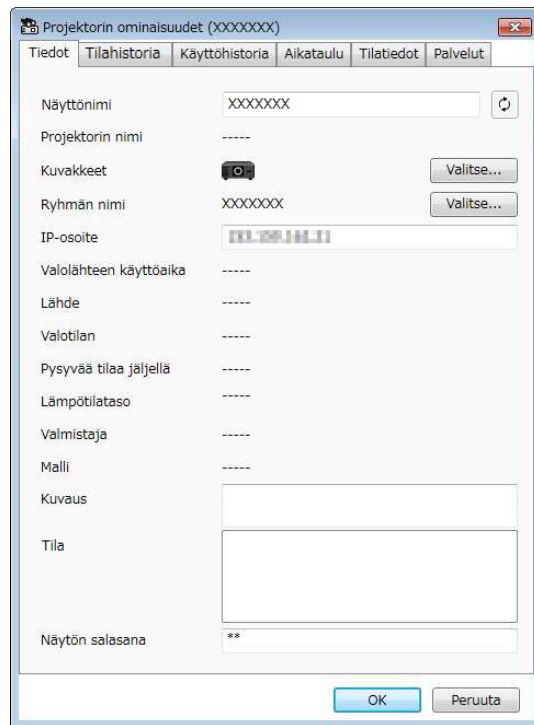 Projektorin ominaisuudet (XXXXXXX)
Tiedot Tilahistoria Käyttöhistoria Aikataulu Tilatiedot Palvelut
Näyttönimi XXXXXXX
Projektorin nimi -----
Kuvakkeet Valitse...
Ryhmän nimi XXXXXXX Valitse...
IP-osoite
Valolähteen käyttöaika -----
Lähde -----
Valotilan -----
Pysyvää tilaa jäljellä -----
Lämpötilataso -----
Valmistaja -----
Malli -----
Kuvaus
Tila
Näytön salasana **
OK Peruuta